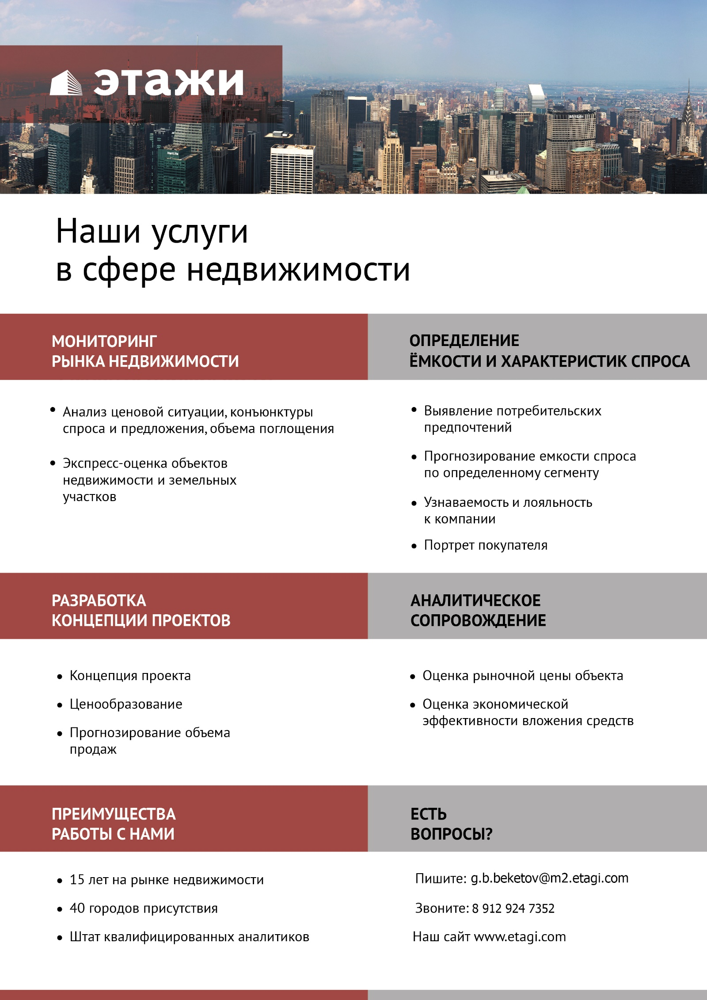 этажи
MetLife
MetLife
Наши услуги
в сфере недвижимости
МОНИТОРИНГ
РЫНКА НЕДВИЖИМОСТИ
• Анализ ценовой ситуации, конъюнктуры
спроса и предложения, объема поглощения
• Экспресс-оценка объектов
недвижимости и земельных
участков
ОПРЕДЕЛЕНИЕ
ЁМКОСТИ И ХАРАКТЕРИСТИК СПРОСА
• Выявление потребительских
предпочтений
• Прогнозирование емкости спроса
по определенному сегменту
• Узнаваемость и лояльность
к компании
• Портрет покупателя
РАЗРАБОТКА
КОНЦЕПЦИИ ПРОЕКТОВ
• Концепция проекта
• Ценообразование
• Прогнозирование объема
продаж
АНАЛИТИЧЕСКОЕ
СОПРОВОЖДЕНИЕ
• Оценка рыночной цены объекта
• Оценка экономической
эффективности вложения средств
ПРЕИМУЩЕСТВА
РАБОТЫ С НАМИ
• 15 лет на рынке недвижимости
• 40 городов присутствия
• Штат квалифицированных аналитиков
ЕСТЬ
ВОПРОСЫ?
Пишите: g.b.beketov@m2.etagi.com
Звоните: 8 912 924 7352
Наш сайт www.etagi.com